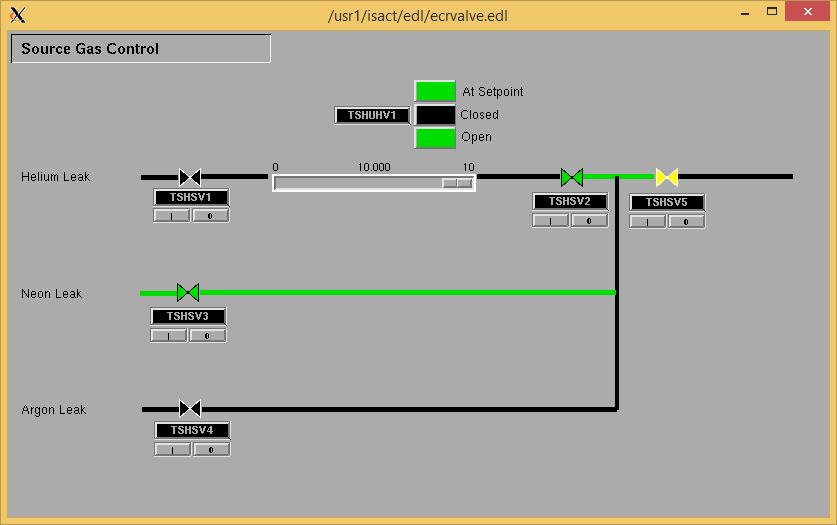 /usr1/isact/edl/ecrvalve.edl
Source Gas Control
At Setpoint
TSHUHV1 Closed
Open
Helium Leak 0 10.000 10
TSHSV1 TSHSV2 TSHSV5
I 0 I 0 I 0
Neon Leak
TSHSV3
I 0
Argon Leak
TSHSV4
I 0